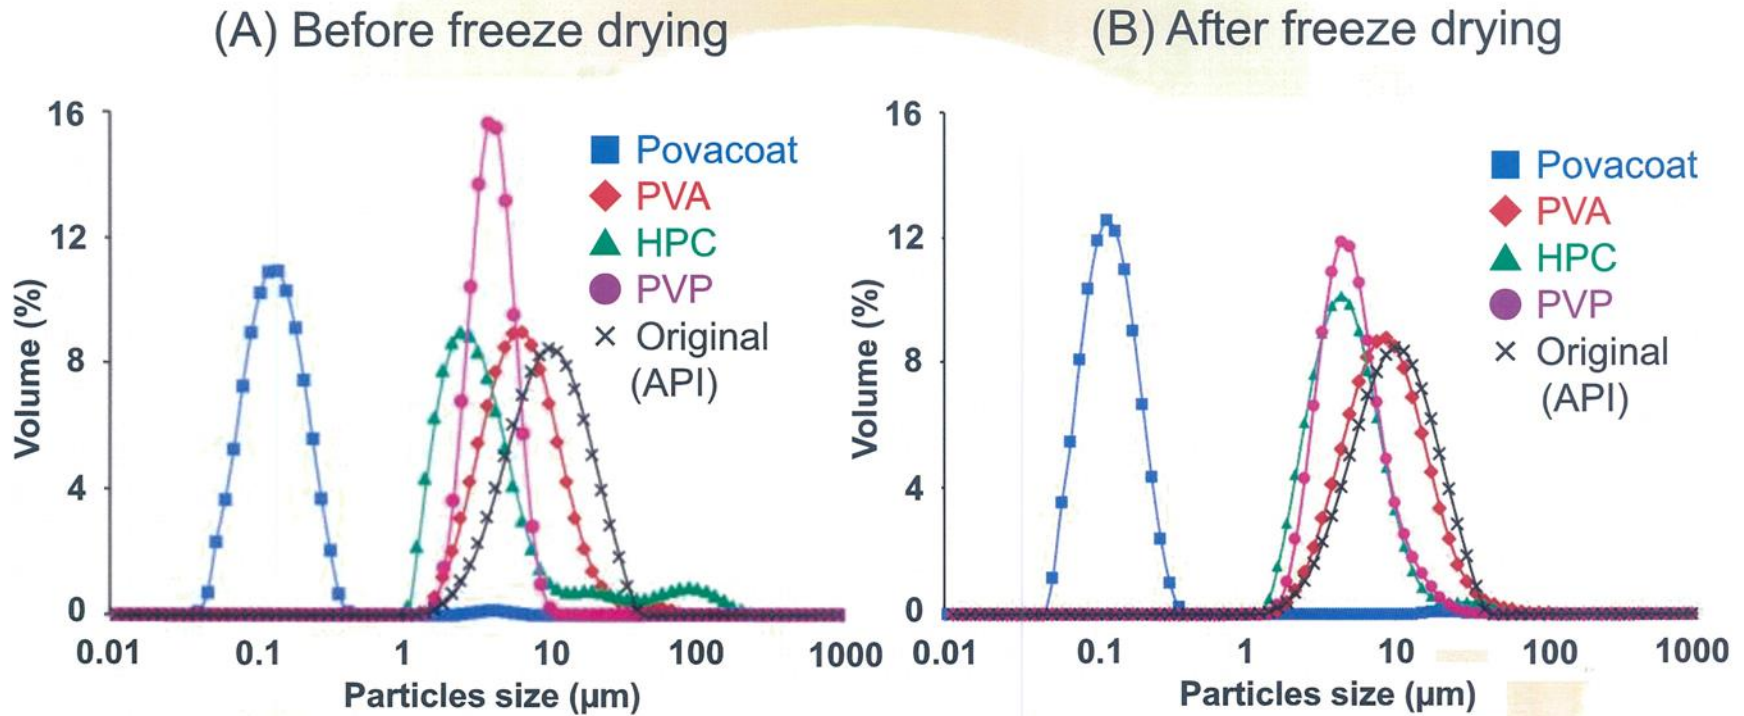 (A) Before freeze drying
Volume (%)
16
12
8
4
0
0.01
0.1
1
10
100
1000
Particles size (µm)
Povacoat
PVA
HPC
PVP
Original
(API)
(B) After freeze drying
Volume (%)
16
12
8
4
0
0.01
0.1
1
10
100
1000
Particles size (µm)
Povacoat
PVA
HPC
PVP
Original
(API)